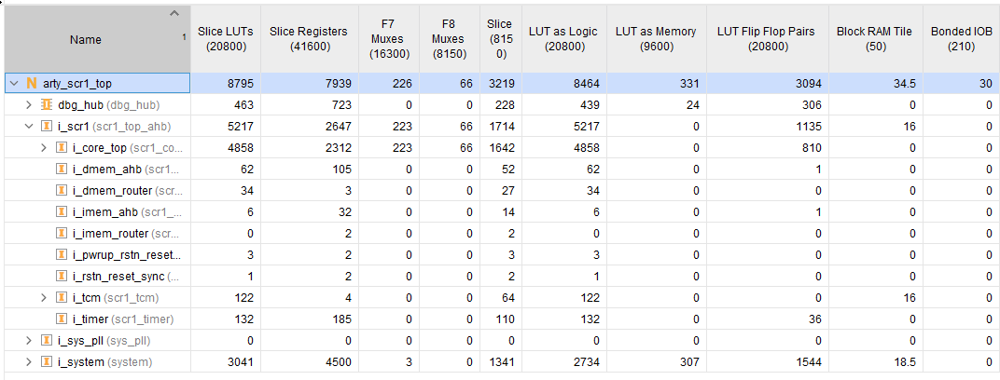 Name 1 Slice LUTs (20800) Slice Registers (41600) F7 Muxes (16300) F8 Muxes (8150) Slice (8150) LUT as Logic (20800) LUT as Memory (9600) LUT Flip Flop Pairs (20800) Block RAM Tile (50) Bonded IOB (210)
N arty_scr1_top 8795 7939 226 66 3219 8464 331 3094 34.5 30
dbg_hub (dbg_hub) 463 723 0 0 228 439 24 306 0 0
I i_scr1 (scr1_top_ahb) 5217 2647 223 66 1714 5217 0 1135 16 0
I i_core_top (scr1_co... 4858 2312 223 66 1642 4858 0 810 0 0
I i_dmem_ahb (scr1... 62 105 0 0 52 62 0 1 0 0
I i_dmem_router (scr... 34 3 0 0 27 34 0 0 0 0
I i_imem_ahb (scr1_... 6 32 0 0 14 6 0 1 0 0
I i_imem_router (scr... 0 2 0 0 2 0 0 0 0 0
I i_pwrup_rstn_reset... 3 2 0 0 3 3 0 0 0 0
I i_rstn_reset_sync (... 1 2 0 0 2 1 0 0 0 0
I i_tcm (scr1_tcm) 122 4 0 0 64 122 0 0 16 0
I i_timer (scr1_timer) 132 185 0 0 110 132 0 36 0 0
I i_sys_pll (sys_pll) 0 0 0 0 0 0 0 0 0 0
I i_system (system) 3041 4500 3 0 1341 2734 307 1544 18.5 0